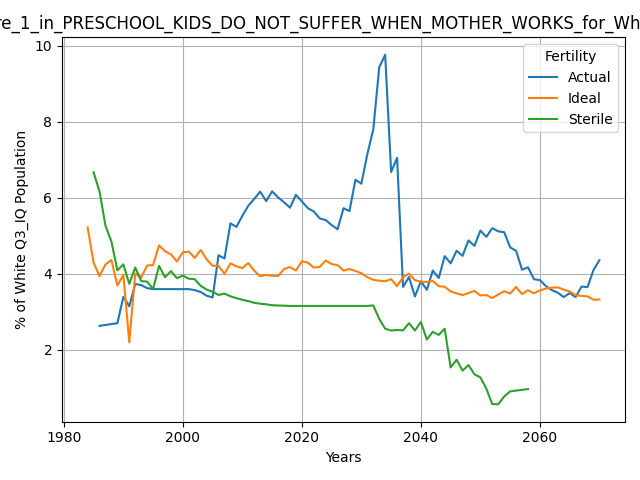 re_1_in_PRESCHOOL_KIDS_DO_NOT_SUFFER_WHEN_MOTHER_WORKS_for_Wh
% of White Q3_IQ Population
10
8
6
4
2
Fertility
Actual
Ideal
Sterile
1980 2000 2020 2040 2060
Years